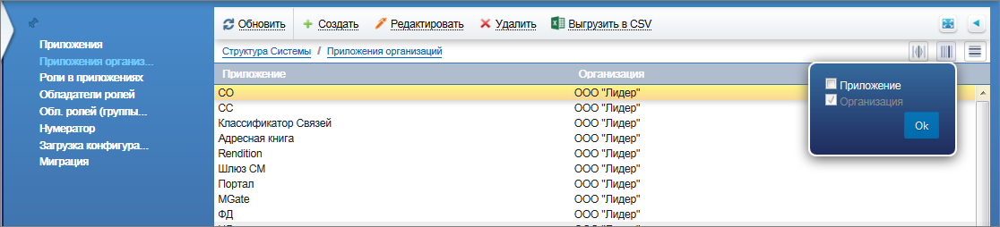 Обновить Создать Редактировать Удалить Выгрузить в CSV
Структура Системы / Приложения организаций
Приложения
Приложения организ...
Роли в приложениях
Обладатели ролей
Обл. ролей (группы...
Нумератор
Загрузка конфигура...
Миграция
Приложение Организация
СО ООО "Лидер"
СС ООО "Лидер"
Классификатор Связей ООО "Лидер"
Адресная книга ООО "Лидер"
Rendition ООО "Лидер"
Шлюз СМ ООО "Лидер"
Портал ООО "Лидер"
MGate ООО "Лидер"
ФД ООО "Лидер"
Приложение
Организация
Ok